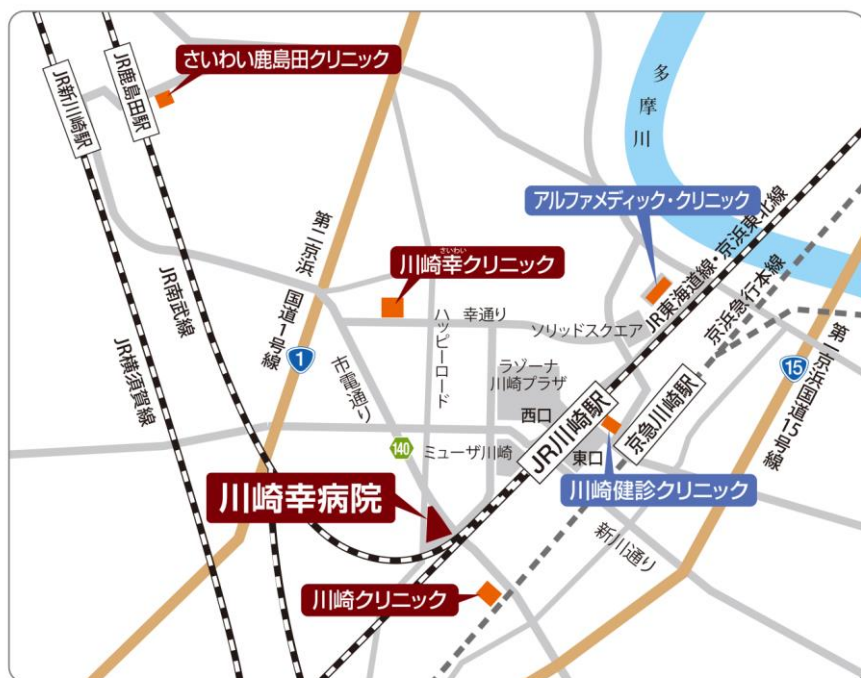 さいわい鹿島田クリニック
JR新川崎駅
JR鹿島田駅
多摩川
アルファメディック・クリニック
第二京浜 国道1号線
川崎幸クリニック
さいわい
JR東海道線・京浜東北線
京浜急行本線
JR南武線
JR横須賀線
ハッピーロード
幸通り
ソリッドスクエア
1
市電通り
ラゾーナ
川崎プラザ
西口
JR川崎駅
京急川崎駅
15
第一京浜国道15号線
140
ミューザ川崎
東口
川崎健診クリニック
川崎幸病院
新川通り
川崎クリニック